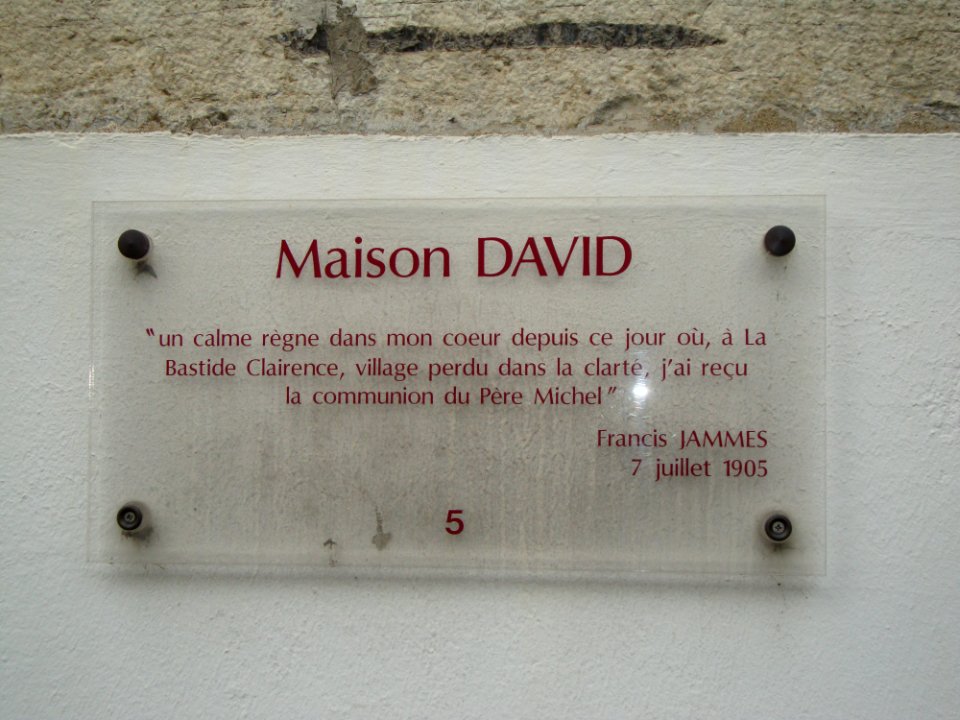 Maison DAVID
"un calme règne dans mon coeur depuis ce jour où, à La
Bastide Clairence, village perdu dans la clarté, j'ai reçu
la communion du Père Michel"
Francis JAMMES
7 juillet 1905
5